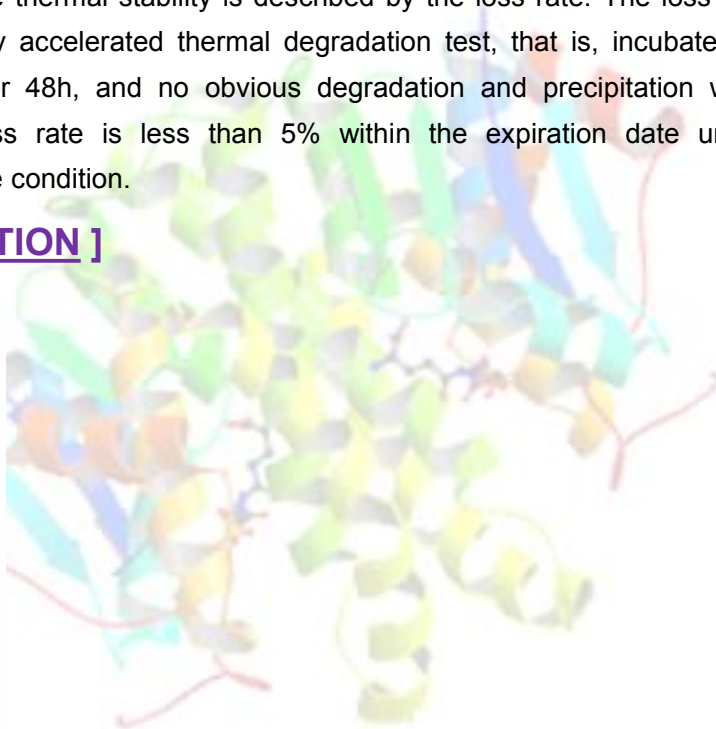 thermal stability is described by the loss rate. The loss
accelerated thermal degradation test, that is, incubate
48h, and no obvious degradation and precipitation
rate is less than 5% within the expiration date
condition.
TION ]